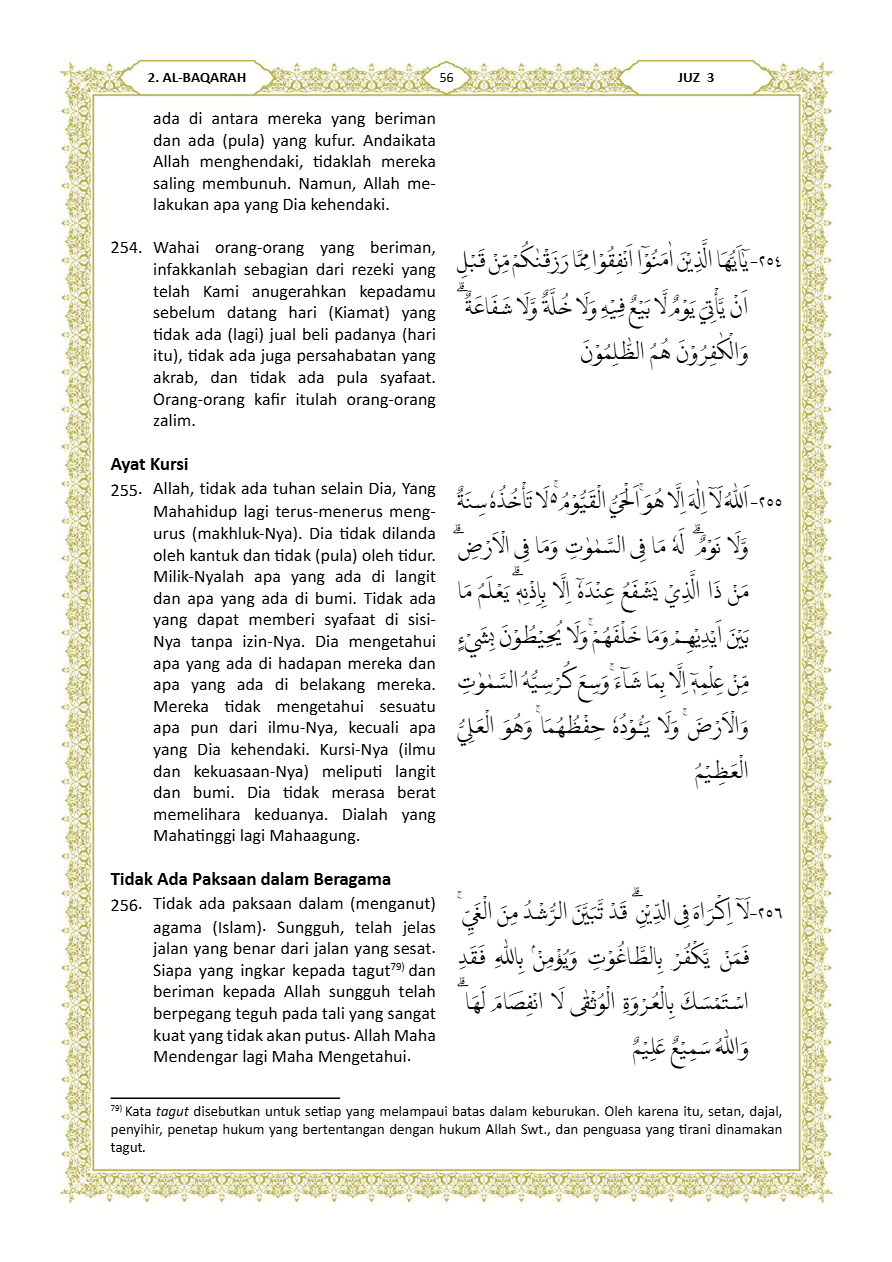 2. AL-BAQARAH
56
JUZ 3
ada di antara mereka yang beriman
dan ada (pula) yang kufur. Andaikata
Allah menghendaki, tidaklah mereka
saling membunuh. Namun, Allah me-
lakukan apa yang Dia kehendaki.
254. Wahai orang-orang yang beriman,
infakkanlah sebagian dari rezeki yang
telah Kami anugerahkan kepadamu
sebelum datang hari (Kiamat) yang
tidak ada (lagi) jual beli padanya (hari
itu), tidak ada juga persahabatan yang
akrab, dan tidak ada pula syafaat.
Orang-orang kafir itulah orang-orang
zalim.
٢٥٤- يٰٓاَيُّهَا الَّذِيْنَ اٰمَنُوْٓا اَنْفِقُوْا مِمَّا رَزَقْنٰكُمْ مِّنْ قَبْلِ
اَنْ يَّأْتِيَ يَوْمٌ لَّا بَيْعٌ فِيْهِ وَلَا خُلَّةٌ وَّلَا شَفَاعَةٌ ۗ
وَالْكٰفِرُوْنَ هُمُ الظّٰلِمُوْنَ
Ayat Kursi
255. Allah, tidak ada tuhan selain Dia, Yang
Mahahidup lagi terus-menerus meng-
urus (makhluk-Nya). Dia tidak dilanda
oleh kantuk dan tidak (pula) oleh tidur.
Milik-Nyalah apa yang ada di langit
dan apa yang ada di bumi. Tidak ada
yang dapat memberi syafaat di sisi-
Nya tanpa izin-Nya. Dia mengetahui
apa yang ada di hadapan mereka dan
apa yang ada di belakang mereka.
Mereka tidak mengetahui sesuatu
apa pun dari ilmu-Nya, kecuali apa
yang Dia kehendaki. Kursi-Nya (ilmu
dan kekuasaan-Nya) meliputi langit
dan bumi. Dia tidak merasa berat
memelihara keduanya. Dialah yang
Mahatinggi lagi Mahaagung.
٢٥٥- اَللّٰهُ لَآ اِلٰهَ اِلَّا هُوَۚ اَلْحَيُّ الْقَيُّوْمُ ەۚ لَا تَأْخُذُهٗ سِنَةٌ
وَّلَا نَوْمٌۗ لَهٗ مَا فِى السَّمٰوٰتِ وَمَا فِى الْاَرْضِۗ
مَنْ ذَا الَّذِيْ يَشْفَعُ عِنْدَهٗٓ اِلَّا بِاِذْنِهٖۗ يَعْلَمُ مَا
بَيْنَ اَيْدِيْهِمْ وَمَا خَلْفَهُمْۚ وَلَا يُحِيْطُوْنَ بِشَيْءٍ
مِّنْ عِلْمِهٖٓ اِلَّا بِمَا شَاۤءَۚ وَسِعَ كُرْسِيُّهُ السَّمٰوٰتِ
وَالْاَرْضَۚ وَلَا يَـُٔوْدُهٗ حِفْظُهُمَاۚ وَهُوَ الْعَلِيُّ
الْعَظِيْمُ
Tidak Ada Paksaan dalam Beragama
256. Tidak ada paksaan dalam (menganut)
agama (Islam). Sungguh, telah jelas
jalan yang benar dari jalan yang sesat.
Siapa yang ingkar kepada tagut79) dan
beriman kepada Allah sungguh telah
berpegang teguh pada tali yang sangat
kuat yang tidak akan putus. Allah Maha
Mendengar lagi Maha Mengetahui.
٢٥٦- لَآ اِكْرَاهَ فِى الدِّيْنِۗ قَدْ تَّبَيَّنَ الرُّشْدُ مِنَ الْغَيِّ ۚ
فَمَنْ يَّكْفُرْ بِالطَّاغُوْتِ وَيُؤْمِنْۢ بِاللّٰهِ فَقَدِ
اسْتَمْسَكَ بِالْعُرْوَةِ الْوُثْقٰى لَا انْفِصَامَ لَهَاۗ
وَاللّٰهُ سَمِيْعٌ عَلِيْمٌ
79) Kata tagut disebutkan untuk setiap yang melampaui batas dalam keburukan. Oleh karena itu, setan, dajal,
penyihir, penetap hukum yang bertentangan dengan hukum Allah Swt., dan penguasa yang tirani dinamakan
tagut.